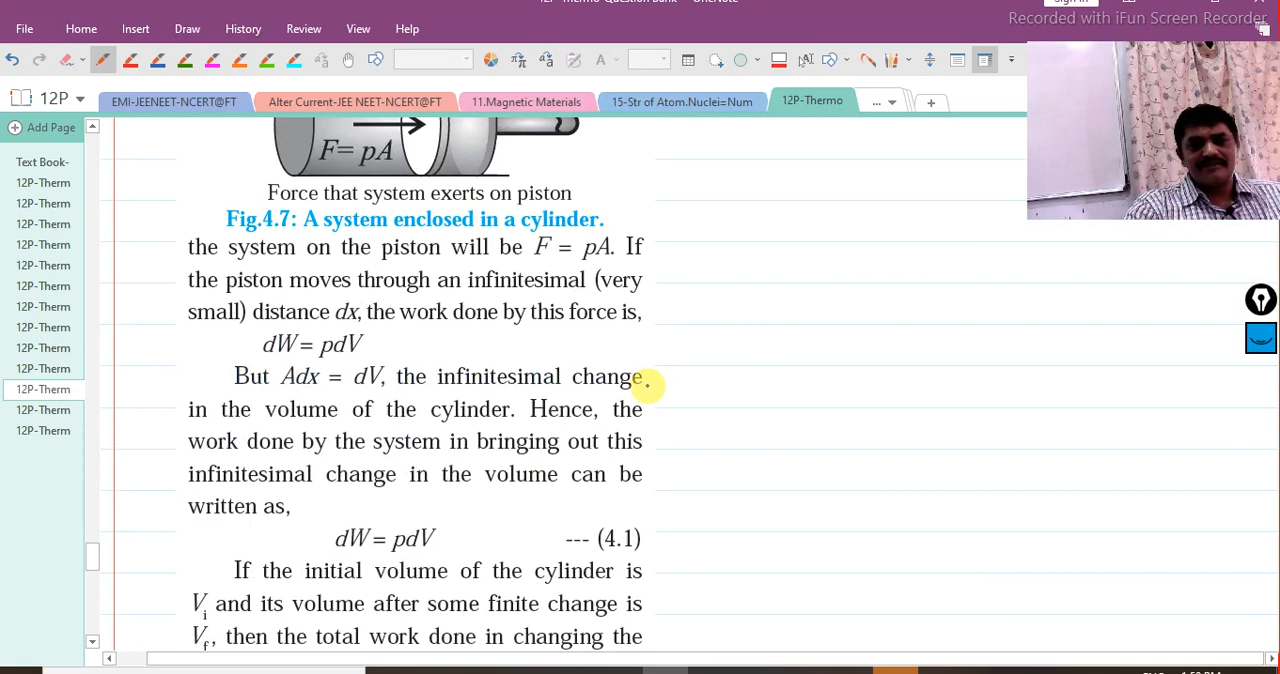 Recorded with iFun Screen Recorder
File Home Insert Draw History Review View Help
12P
EMI-JEENEET-NCERT@FT
Alter Current-JEE NEET-NCERT@FT
11.Magnetic Materials
15-Str of Atom.Nuclei=Num
12P-Thermo
...
Add Page
Text Book-
12P-Therm
12P-Therm
12P-Therm
12P-Therm
12P-Therm
12P-Therm
12P-Therm
12P-Therm
12P-Therm
12P-Therm
12P-Therm
12P-Therm
12P-Therm
F= pA
Force that system exerts on piston
Fig.4.7: A system enclosed in a cylinder.
the system on the piston will be F = pA. If
the piston moves through an infinitesimal (very
small) distance dx, the work done by this force is,
dW= pdV
But Adx = dV, the infinitesimal change
in the volume of the cylinder. Hence, the
work done by the system in bringing out this
infinitesimal change in the volume can be
written as,
dW= pdV --- (4.1)
If the initial volume of the cylinder is
Vi and its volume after some finite change is
Vf, then the total work done in changing the